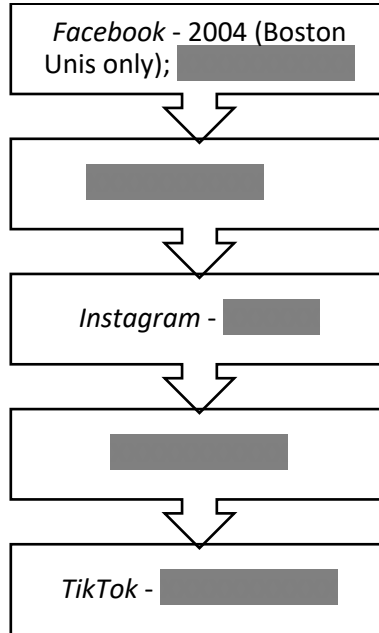 Facebook - 2004 (Boston
Unis only);
Instagram -
TikTok -